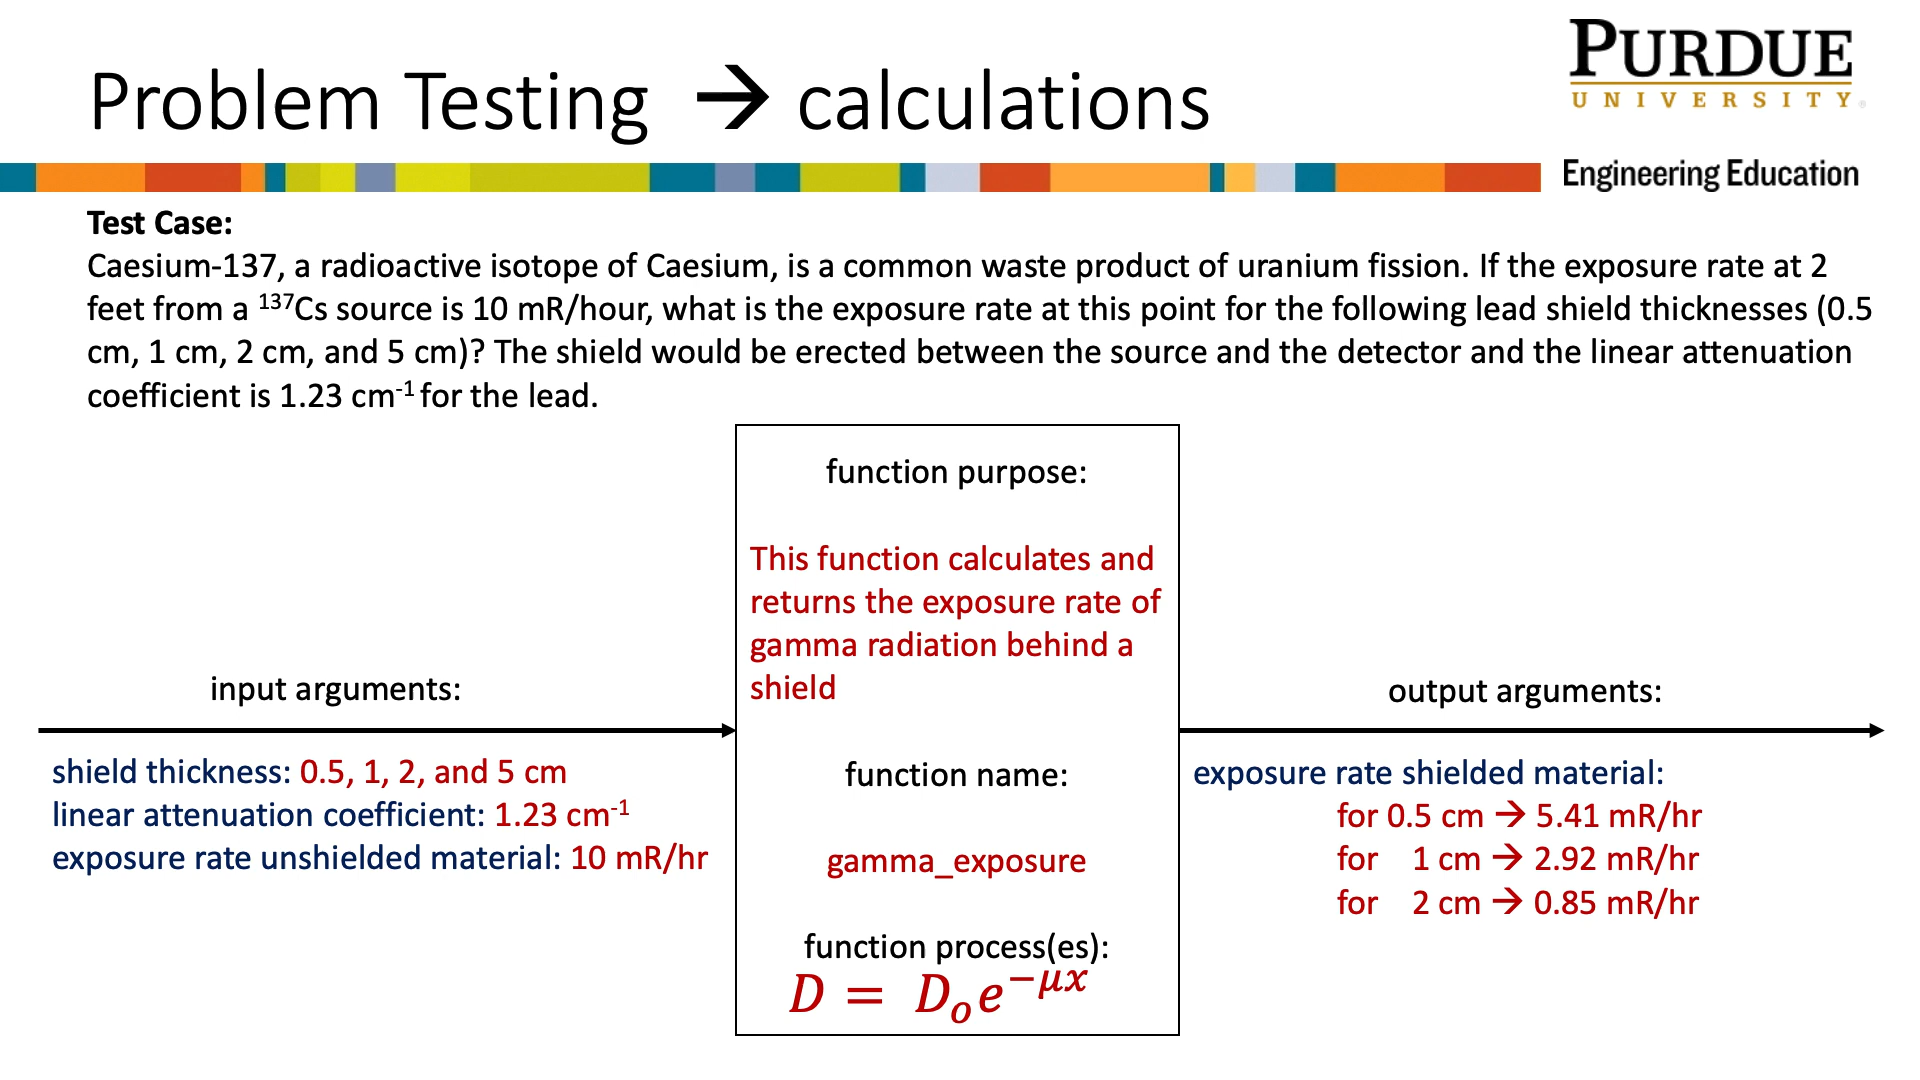 Problem Testing → calculations
PURDUE
UNIVERSITY®
Engineering Education
Test Case:
Caesium-137, a radioactive isotope of Caesium, is a common waste product of uranium fission. If the exposure rate at 2
feet from a ¹³⁷Cs source is 10 mR/hour, what is the exposure rate at this point for the following lead shield thicknesses (0.5
cm, 1 cm, 2 cm, and 5 cm)? The shield would be erected between the source and the detector and the linear attenuation
coefficient is 1.23 cm⁻¹ for the lead.
input arguments:
shield thickness: 0.5, 1, 2, and 5 cm
linear attenuation coefficient: 1.23 cm⁻¹
exposure rate unshielded material: 10 mR/hr
function purpose:
This function calculates and
returns the exposure rate of
gamma radiation behind a
shield
function name:
gamma_exposure
function process(es):
D = Dₒe⁻μx
output arguments:
exposure rate shielded material:
for 0.5 cm → 5.41 mR/hr
for 1 cm → 2.92 mR/hr
for 2 cm → 0.85 mR/hr